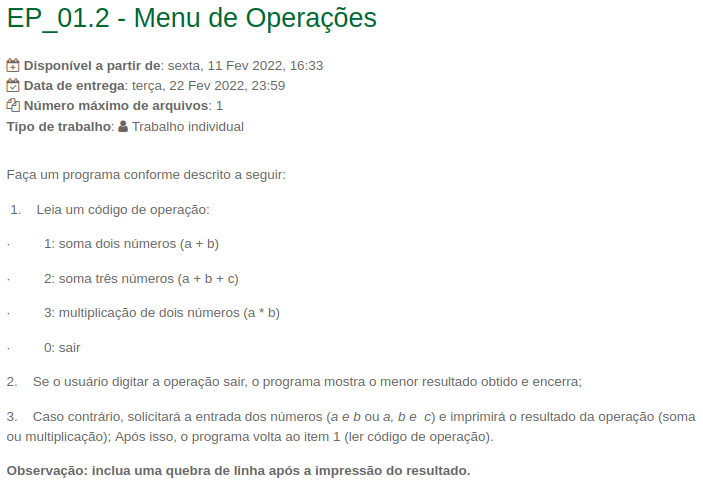 EP_01.2 - Menu de Operações
Disponível a partir de: sexta, 11 Fev 2022, 16:33
Data de entrega: terça, 22 Fev 2022, 23:59
Número máximo de arquivos: 1
Tipo de trabalho: Trabalho individual
Faça um programa conforme descrito a seguir:
1. Leia um código de operação:
· 1: soma dois números (a + b)
· 2: soma três números (a + b + c)
· 3: multiplicação de dois números (a * b)
· 0: sair
2. Se o usuário digitar a operação sair, o programa mostra o menor resultado obtido e encerra;
3. Caso contrário, solicitará a entrada dos números (a e b ou a, b e c) e imprimirá o resultado da operação (soma
ou multiplicação); Após isso, o programa volta ao item 1 (ler código de operação).
Observação: inclua uma quebra de linha após a impressão do resultado.